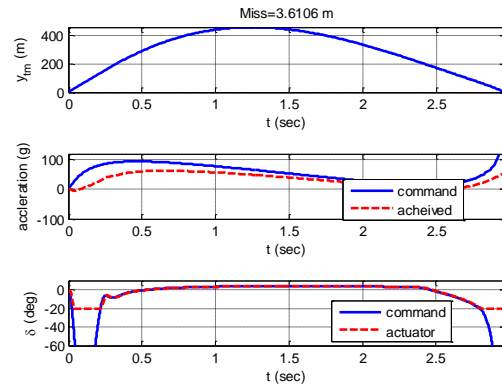 Miss=3.6106 m
y_tm (m)
400
200
0
0 0.5 1 1.5 2 2.5
t (sec)
accleration (g)
100
0
-100
command
acheived
0 0.5 1 1.5 2 2.5
t (sec)
δ (deg)
0
-20
-40
-60
command
actuator
0 0.5 1 1.5 2 2.5
t (sec)